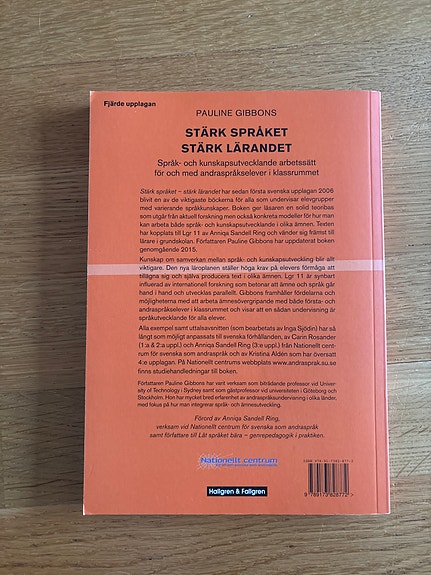 Fjärde upplagan
PAULINE GIBBONS
STÄRK SPRÅKET
STÄRK LÄRANDET
Språk- och kunskapsutvecklande arbetssätt
för och med andraspråkselever i klassrummet
Stärk språket – stärk lärandet har sedan första svenska upplagan 2006
blivit en av de viktigaste böckerna för alla som undervisar elevgrupper
med varierande språkkunskaper. Boken ger läsaren en solid teoribas
som utgår från aktuell forskning men också konkreta modeller för hur man
kan arbeta både språk- och kunskapsutvecklande i olika ämnen. Texten
har kopplats till Lgr 11 av Anniqa Sandell Ring och vänder sig främst till
lärare i grundskolan. Författaren Pauline Gibbons har uppdaterat boken
genomgående 2015.
Kunskap om samverkan mellan språk- och kunskapsutveckling blir allt
viktigare. Den nya läroplanen ställer höga krav på elevers förmåga att
tillägna sig och själva producera text i olika ämnen. Lgr 11 är synbart
influerad av internationell forskning som betonar att ämne och språk går
hand i hand och utvecklas parallellt. Gibbons framhåller fördelarna och
möjligheterna med att arbeta ämnesövergripande med både första- och
andraspråkselever i klassrummet och visar att en sådan undervisning är
språkutvecklande för alla elever.
Alla exempel samt uttalsavsnitten (som bearbetats av Inga Sjödin) har så
långt som möjligt anpassats till svenska förhållanden, av Carin Rosander
(1:a & 2:a uppl.) och Anniqa Sandell Ring (3:e uppl.) från Nationellt cent-
rum för svenska som andraspråk och av Kristina Aldén som har översatt
4:e upplagan. På Nationellt centrums webbplats www.andrasprak.su.se
finns studiehandledningar till boken.
Författaren Pauline Gibbons har varit verksam som biträdande professor vid Univer-
sity of Technology i Sydney samt som gästprofessor vid universiteten i Göteborg och
Stockholm. Hon har mycket bred erfarenhet av andraspråksundervisning i olika länder,
med fokus på hur man integrerar språk- och ämnesutveckling.
Förord av Anniqa Sandell Ring,
verksam vid Nationellt centrum för svenska som andraspråk
samt författare till Låt språket bära – genrepedagogik i praktiken.
Nationellt centrum
Hallgren & Fallgren
ISBN 978-91-7382-877-2
9 789173 828772 >